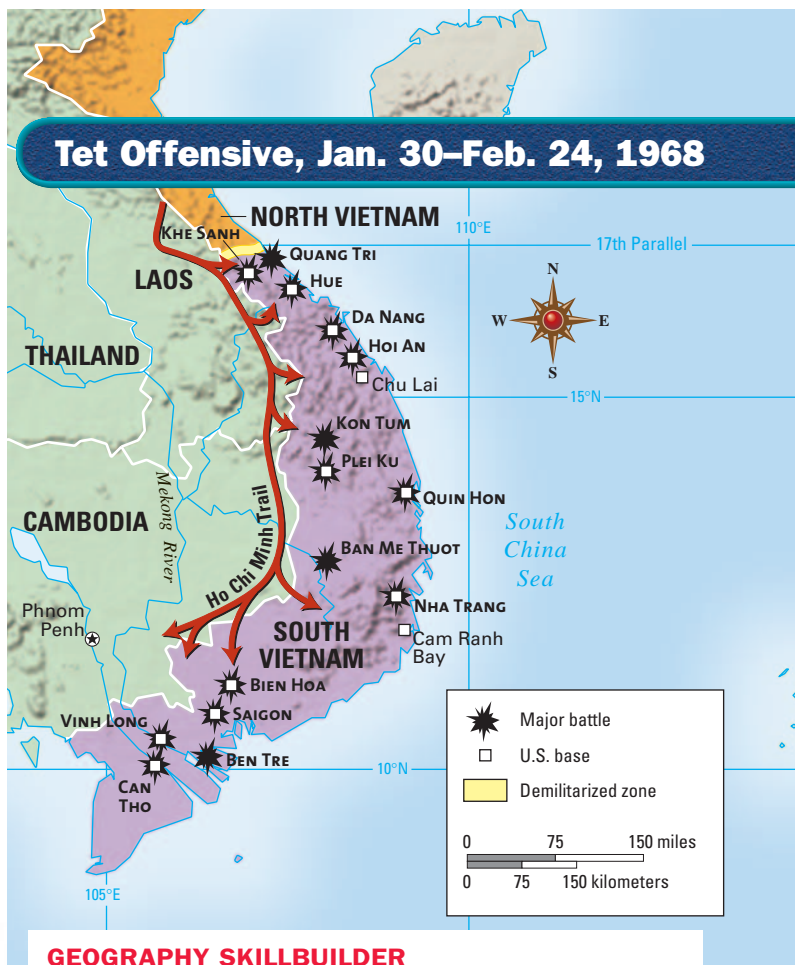 Tet Offensive, Jan. 30–Feb. 24, 1968
NORTH VIETNAM
110°E
17th Parallel
KHE SANH
QUANG TRI
LAOS
HUE
N
W
E
S
DA NANG
HOI AN
THAILAND
Chu Lai
15°N
KON TUM
PLEI KU
Mekong River
QUIN HON
CAMBODIA
South
China
Sea
Ho Chi Minh Trail
BAN ME THUOT
Phnom
Penh
NHA TRANG
SOUTH
VIETNAM
Cam Ranh
Bay
BIEN HOA
SAIGON
VINH LONG
BEN TRE
CAN
THO
10°N
105°E
Major battle
U.S. base
Demilitarized zone
0 75 150 miles
0 75 150 kilometers
GEOGRAPHY SKILLBUILDER